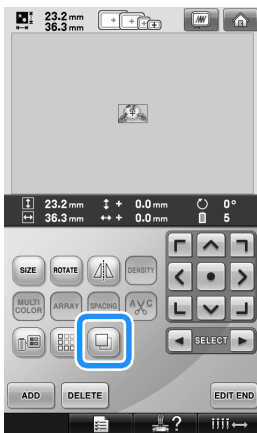 23.2 mm
36.3 mm
23.2 mm + 0.0 mm 0°
36.3 mm + 0.0 mm 5
SIZE ROTATE DENSITY
MULTI COLOR ARRAY SPACING AVC
SELECT
ADD DELETE EDIT END
?